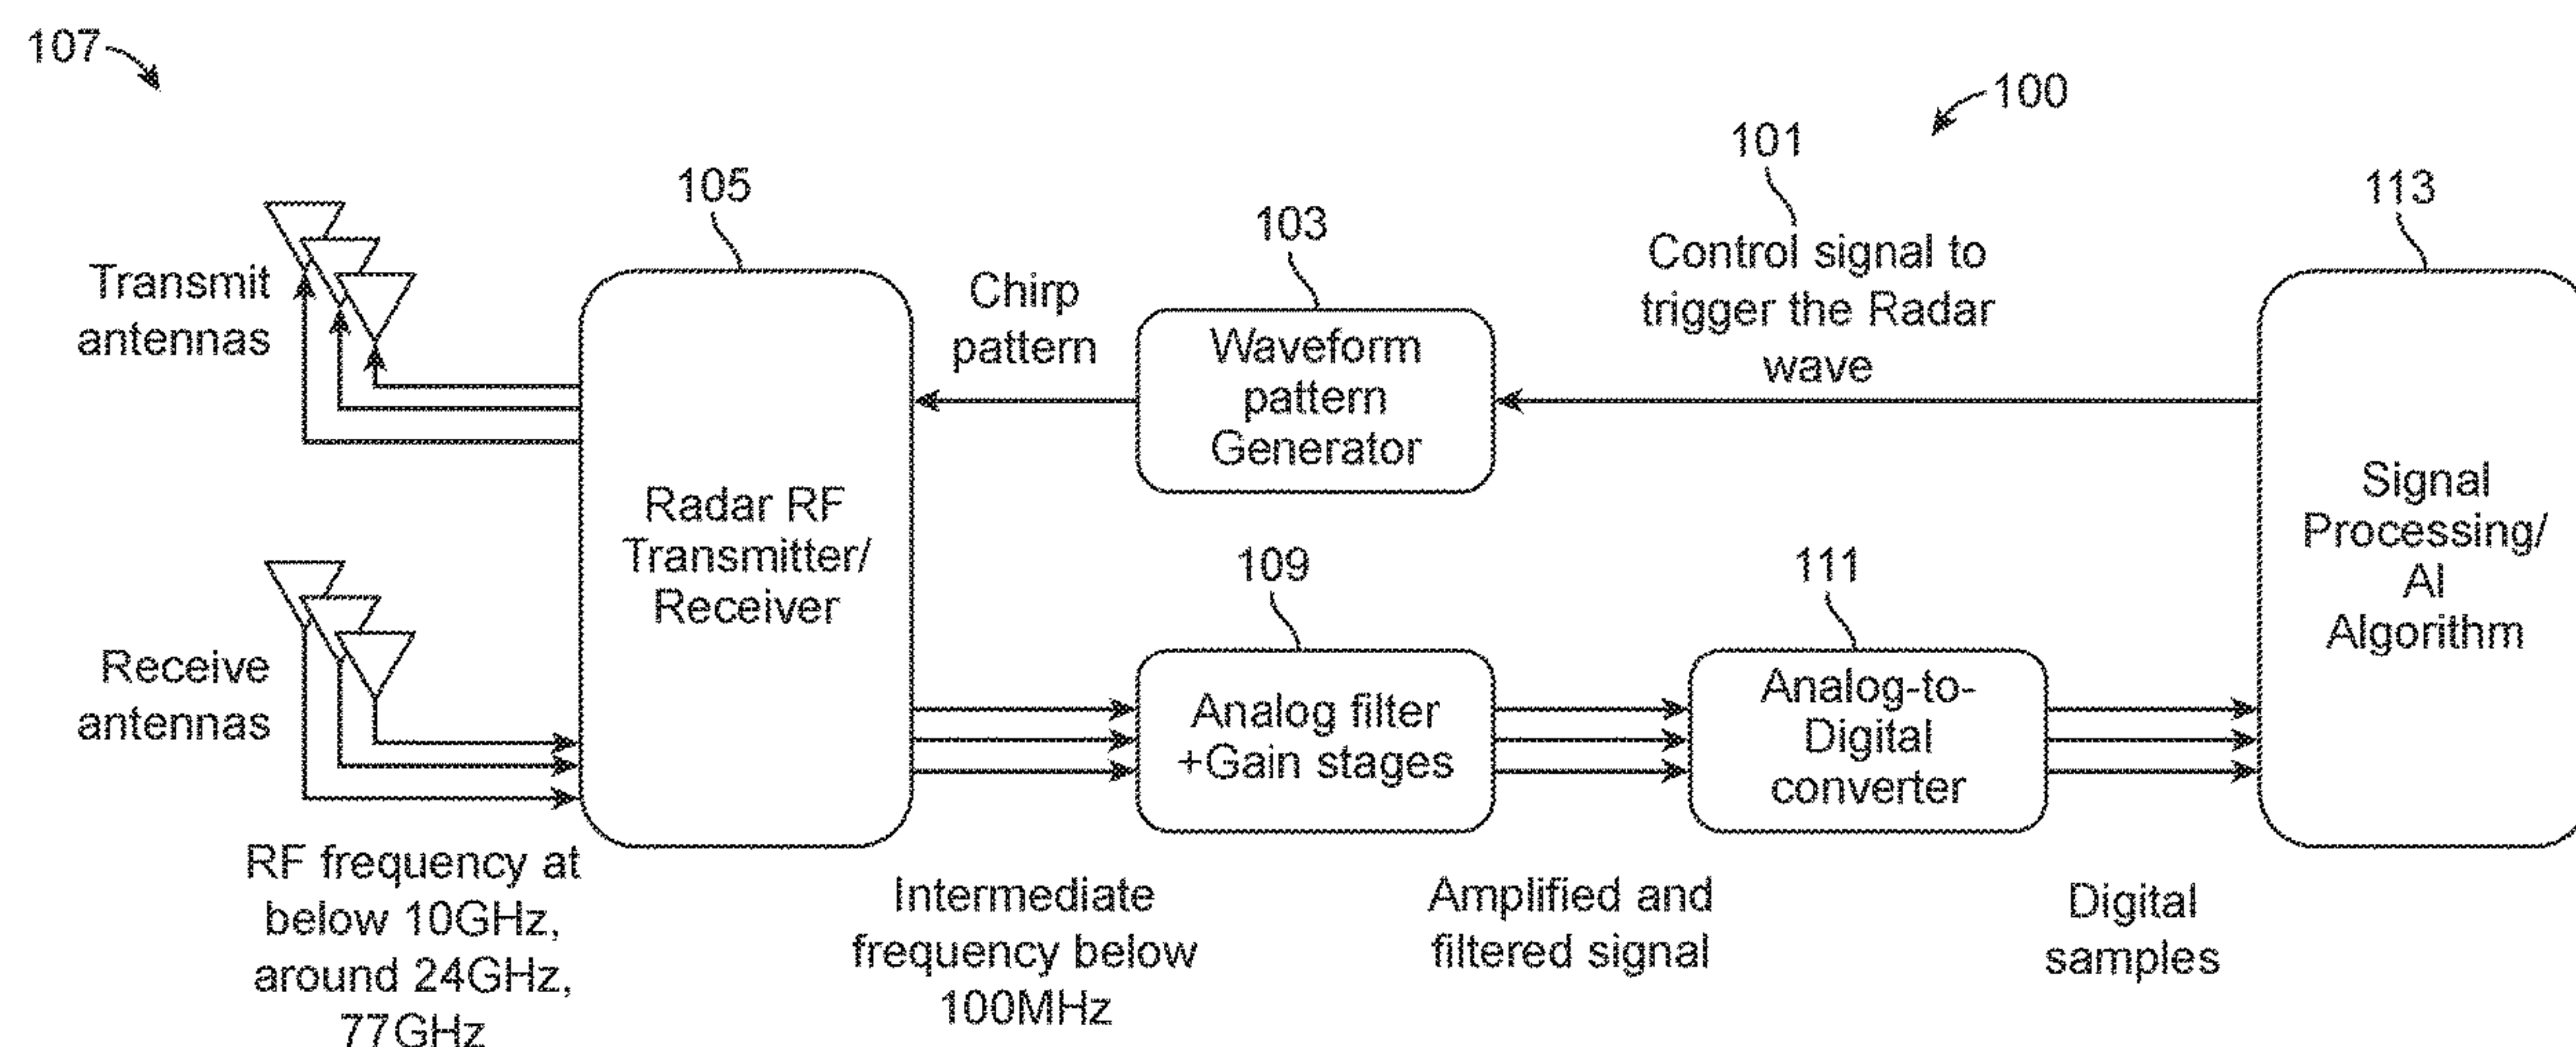 107
100
101
105
103
113
Control signal to
trigger the Radar
wave
Transmit
antennas
Chirp
pattern
Waveform
pattern
Generator
Radar RF
Transmitter/
Receiver
Signal
Processing/
AI
Algorithm
109
111
Receive
antennas
Analog filter
+Gain stages
Analog-to-
Digital
converter
RF frequency at
below 10GHz,
around 24GHz,
77GHz
Intermediate
frequency below
100MHz
Amplified and
filtered signal
Digital
samples